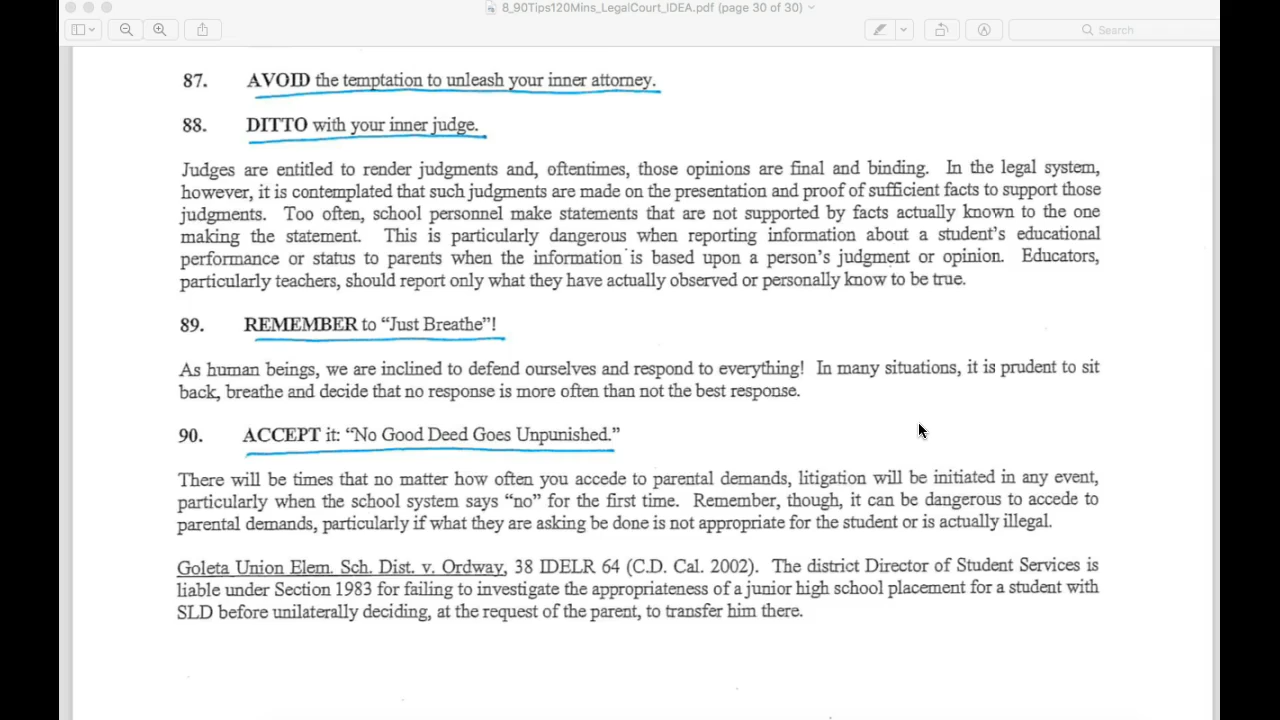 8_90Tips120Mins_LegalCourt_IDEA.pdf (page 30 of 30)
Search
87. AVOID the temptation to unleash your inner attorney.
88. DITTO with your inner judge.
Judges are entitled to render judgments and, oftentimes, those opinions are final and binding. In the legal system,
however, it is contemplated that such judgments are made on the presentation and proof of sufficient facts to support those
judgments. Too often, school personnel make statements that are not supported by facts actually known to the one
making the statement. This is particularly dangerous when reporting information about a student's educational
performance or status to parents when the information is based upon a person's judgment or opinion. Educators,
particularly teachers, should report only what they have actually observed or personally know to be true.
89. REMEMBER to "Just Breathe"!
As human beings, we are inclined to defend ourselves and respond to everything! In many situations, it is prudent to sit
back, breathe and decide that no response is more often than not the best response.
90. ACCEPT it: "No Good Deed Goes Unpunished."
There will be times that no matter how often you accede to parental demands, litigation will be initiated in any event,
particularly when the school system says "no" for the first time. Remember, though, it can be dangerous to accede to
parental demands, particularly if what they are asking be done is not appropriate for the student or is actually illegal.
Goleta Union Elem. Sch. Dist. v. Ordway, 38 IDELR 64 (C.D. Cal. 2002). The district Director of Student Services is
liable under Section 1983 for failing to investigate the appropriateness of a junior high school placement for a student with
SLD before unilaterally deciding, at the request of the parent, to transfer him there.